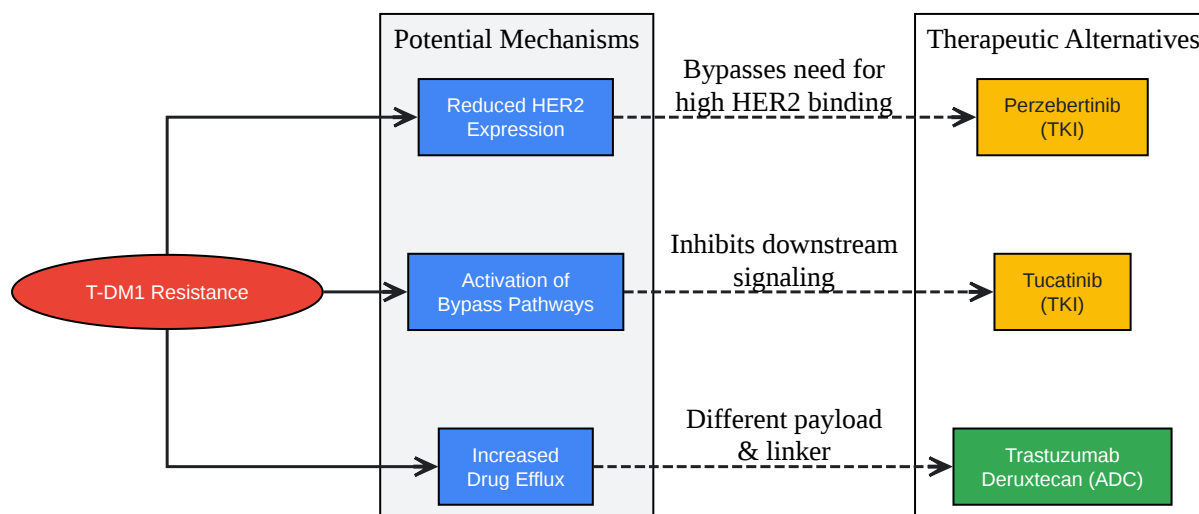 Potential Mechanisms
Therapeutic Alternatives
Reduced HER2
Expression
Bypasses need for
high HER2 binding
Perzebertinib
(TKI)
T-DM1 Resistance
Activation of
Bypass Pathways
Inhibits downstream
signaling
Tucatinib
(TKI)
Increased
Drug Efflux
Different payload
& linker
Trastuzumab
Deruxtecan (ADC)